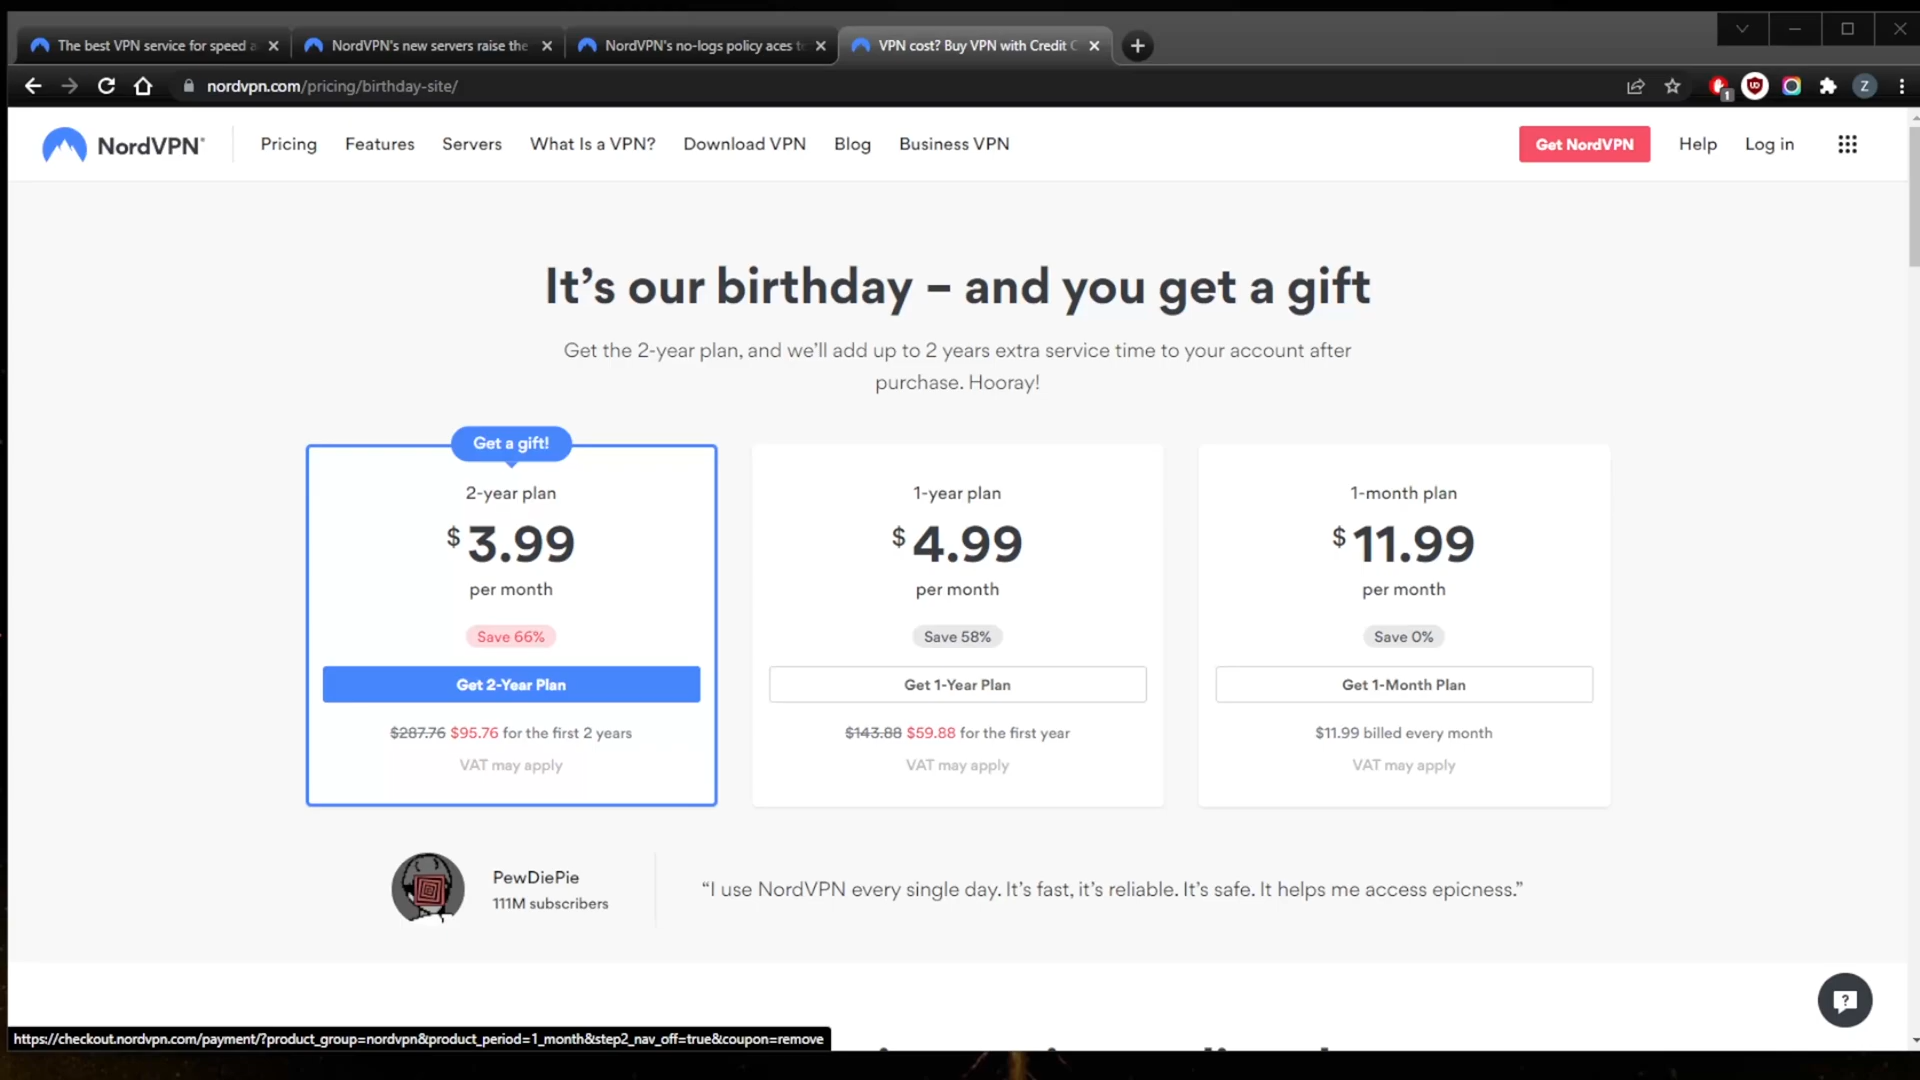 The best VPN service for speed a
NordVPN's new servers raise the
NordVPN's no-logs policy aces t
VPN cost? Buy VPN with Credit C
nordvpn.com/pricing/birthday-site/
1
Z
NordVPN®
Pricing
Features
Servers
What Is a VPN?
Download VPN
Blog
Business VPN
Get NordVPN
Help
Log in
It's our birthday – and you get a gift
Get the 2-year plan, and we'll add up to 2 years extra service time to your account after
purchase. Hooray!
Get a gift!
2-year plan
$3.99
per month
Save 66%
Get 2-Year Plan
$287.76 $95.76 for the first 2 years
VAT may apply
1-year plan
$4.99
per month
Save 58%
Get 1-Year Plan
$143.88 $59.88 for the first year
VAT may apply
1-month plan
$11.99
per month
Save 0%
Get 1-Month Plan
$11.99 billed every month
VAT may apply
PewDiePie
111M subscribers
“I use NordVPN every single day. It's fast, it's reliable. It's safe. It helps me access epicness.”
https://checkout.nordvpn.com/payment/?product_group=nordvpn&product_period=1_month&step2_nav_off=true&coupon=remove